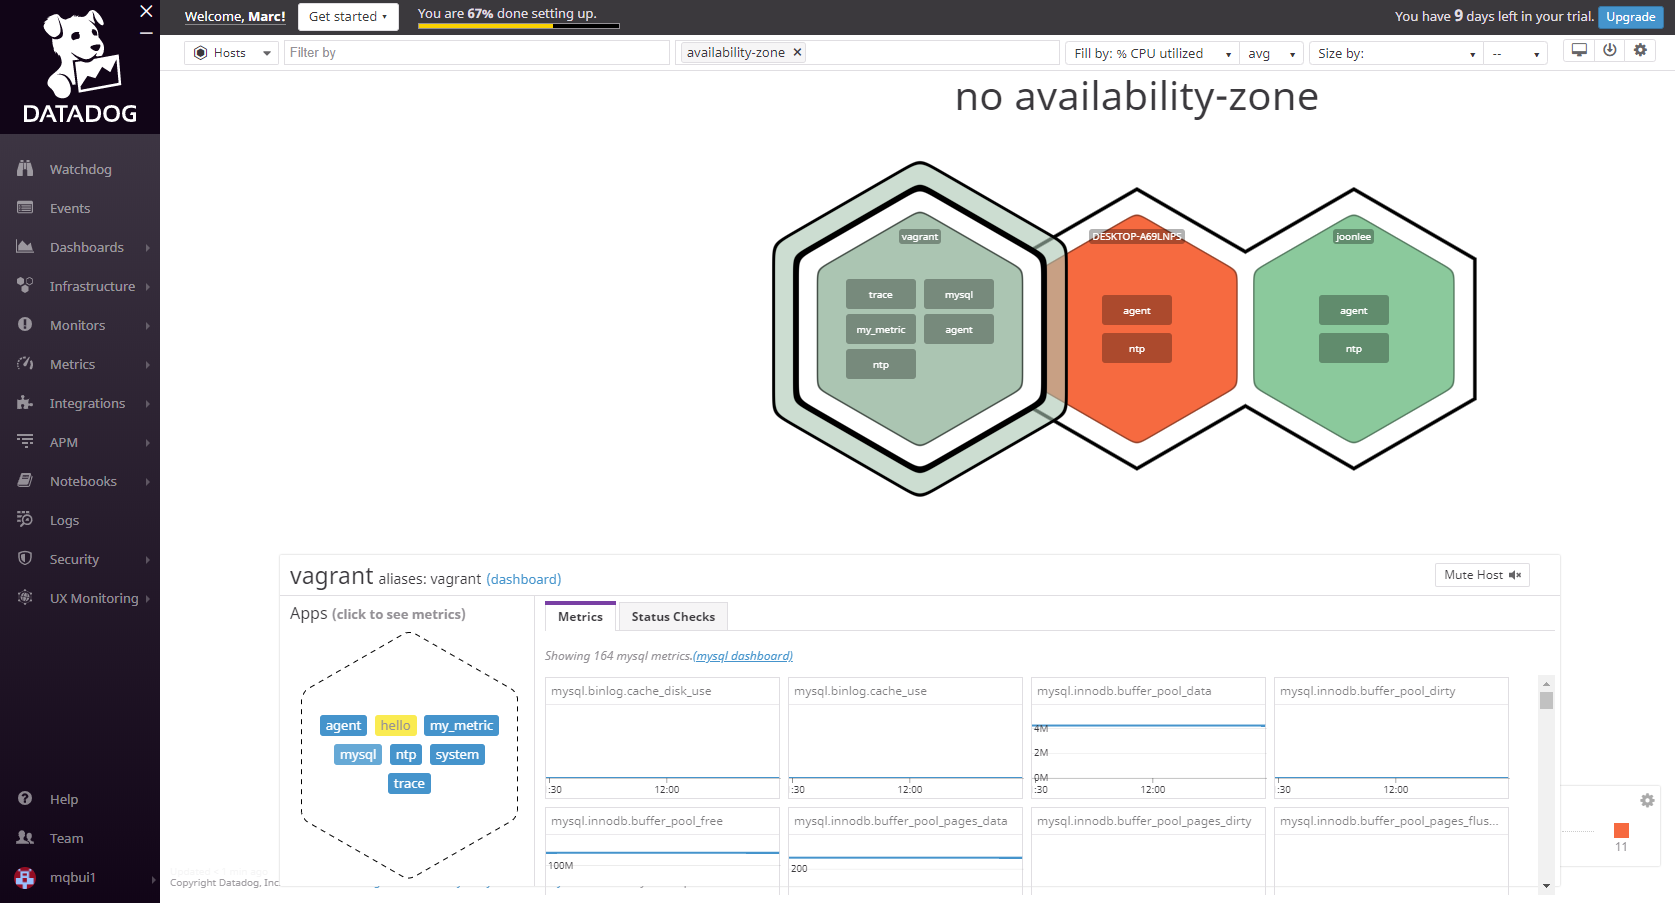 DATADOG
Welcome, Marc!
Get started
You are 67% done setting up.
You have 9 days left in your trial.
Upgrade
Hosts
Filter by
availability-zone ×
Fill by: % CPU utilized
avg
Size by:
--
Watchdog
Events
Dashboards
Infrastructure
Monitors
Metrics
Integrations
APM
Notebooks
Logs
Security
UX Monitoring
Help
Team
mqbui1
no availability-zone
vagrant
trace mysql
my_metric agent
ntp
DESKTOP-A69LNPS
agent
ntp
joonlee
agent
ntp
vagrant aliases: vagrant (dashboard)
Mute Host
Apps (click to see metrics)
agent hello my_metric
mysql ntp system
trace
Metrics
Status Checks
Showing 164 mysql metrics.(mysql dashboard)
mysql.binlog.cache_disk_use
:30 12:00
mysql.binlog.cache_use
:30 12:00
mysql.innodb.buffer_pool_data
4M
2M
0M
:30 12:00
mysql.innodb.buffer_pool_dirty
:30 12:00
mysql.innodb.buffer_pool_free
100M
mysql.innodb.buffer_pool_pages_data
200
mysql.innodb.buffer_pool_pages_dirty
mysql.innodb.buffer_pool_pages_flus...
11
Copyright Datadog, Inc